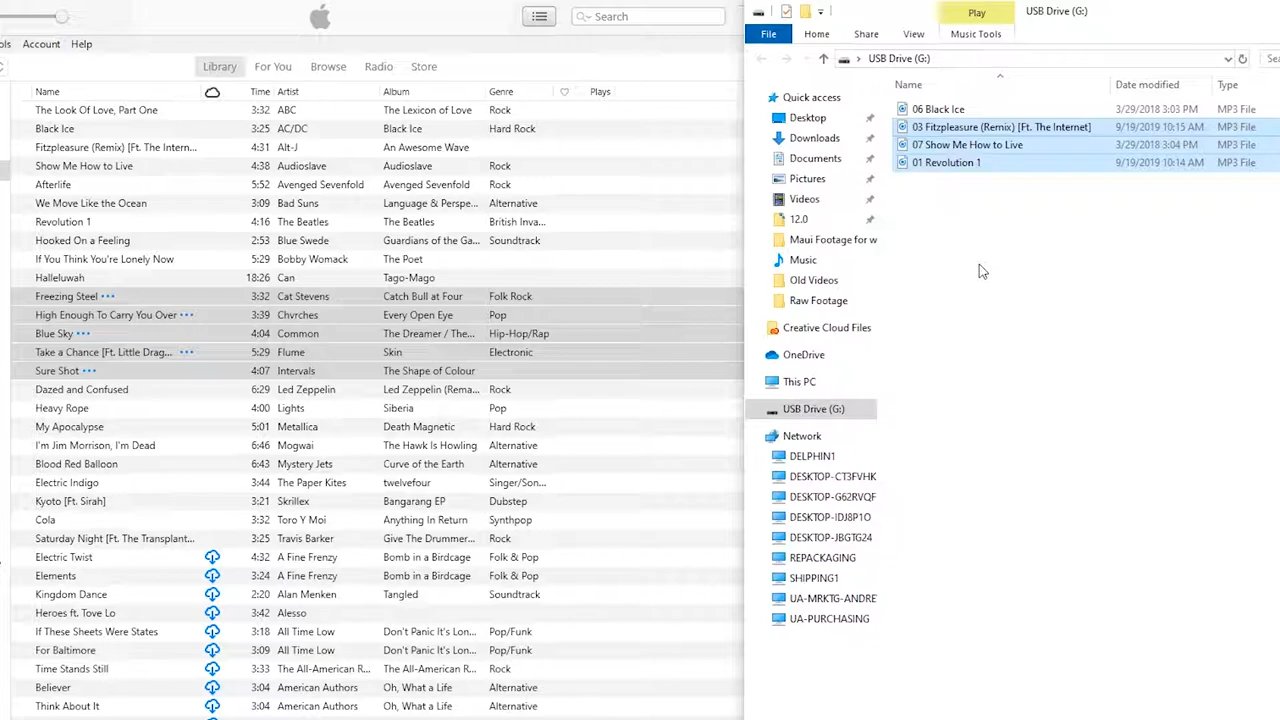 Search
ols Account Help
Library For You Browse Radio Store
Name Time Artist Album Genre Plays
The Look Of Love, Part One 3:32 ABC The Lexicon of Love Rock
Black Ice 3:25 AC/DC Black Ice Hard Rock
Fitzpleasure (Remix) [Ft. The Intern... 4:31 Alt-J An Awesome Wave
Show Me How to Live 4:38 Audioslave Audioslave Rock
Afterlife 5:52 Avenged Sevenfold Avenged Sevenfold Rock
We Move Like the Ocean 3:09 Bad Suns Language & Perspe... Alternative
Revolution 1 4:16 The Beatles The Beatles British Inva...
Hooked On a Feeling 2:53 Blue Swede Guardians of the Ga... Soundtrack
If You Think You're Lonely Now 5:29 Bobby Womack The Poet
Halleluwah 18:26 Can Tago-Mago
Freezing Steel ••• 3:32 Cat Stevens Catch Bull at Four Folk Rock
High Enough To Carry You Over ••• 3:39 Chvrches Every Open Eye Pop
Blue Sky ••• 4:04 Common The Dreamer / The... Hip-Hop/Rap
Take a Chance [Ft. Little Drag... ••• 5:29 Flume Skin Electronic
Sure Shot ••• 4:07 Intervals The Shape of Colour
Dazed and Confused 6:29 Led Zeppelin Led Zeppelin (Rema... Rock
Heavy Rope 4:00 Lights Siberia Pop
My Apocalypse 5:01 Metallica Death Magnetic Hard Rock
I'm Jim Morrison, I'm Dead 6:46 Mogwai The Hawk Is Howling Alternative
Blood Red Balloon 6:43 Mystery Jets Curve of the Earth Alternative
Electric Indigo 3:44 The Paper Kites twelvefour Singer/Son...
Kyoto [Ft. Sirah] 3:21 Skrillex Bangarang EP Dubstep
Cola 3:32 Toro Y Moi Anything In Return Synthpop
Saturday Night [Ft. The Transplant... 3:25 Travis Barker Give The Drummer... Rock
Electric Twist 4:32 A Fine Frenzy Bomb in a Birdcage Folk & Pop
Elements 3:24 A Fine Frenzy Bomb in a Birdcage Folk & Pop
Kingdom Dance 2:20 Alan Menken Tangled Soundtrack
Heroes ft. Tove Lo 3:42 Alesso
If These Sheets Were States 3:18 All Time Low Don't Panic It's Lon... Pop/Funk
For Baltimore 3:09 All Time Low Don't Panic It's Lon... Pop/Funk
Time Stands Still 3:33 The All-American R... The All-American R... Rock
Believer 3:04 American Authors Oh, What a Life Alternative
Think About It 3:04 American Authors Oh, What a Life Alternative
Play USB Drive (G:)
File Home Share View Music Tools
USB Drive (G:) Sea
Name Date modified Type
06 Black Ice 3/29/2018 3:03 PM MP3 File
03 Fitzpleasure (Remix) [Ft. The Internet] 9/19/2019 10:15 AM MP3 File
07 Show Me How to Live 3/29/2018 3:04 PM MP3 File
01 Revolution 1 9/19/2019 10:14 AM MP3 File
Quick access
Desktop
Downloads
Documents
Pictures
Videos
12.0
Maui Footage for w
Music
Old Videos
Raw Footage
Creative Cloud Files
OneDrive
This PC
USB Drive (G:)
Network
DELPHIN1
DESKTOP-CT3FVHK
DESKTOP-G62RVQF
DESKTOP-IDJ8P1O
DESKTOP-JBGTG24
REPACKAGING
SHIPPING1
UA-MRKTG-ANDRE
UA-PURCHASING